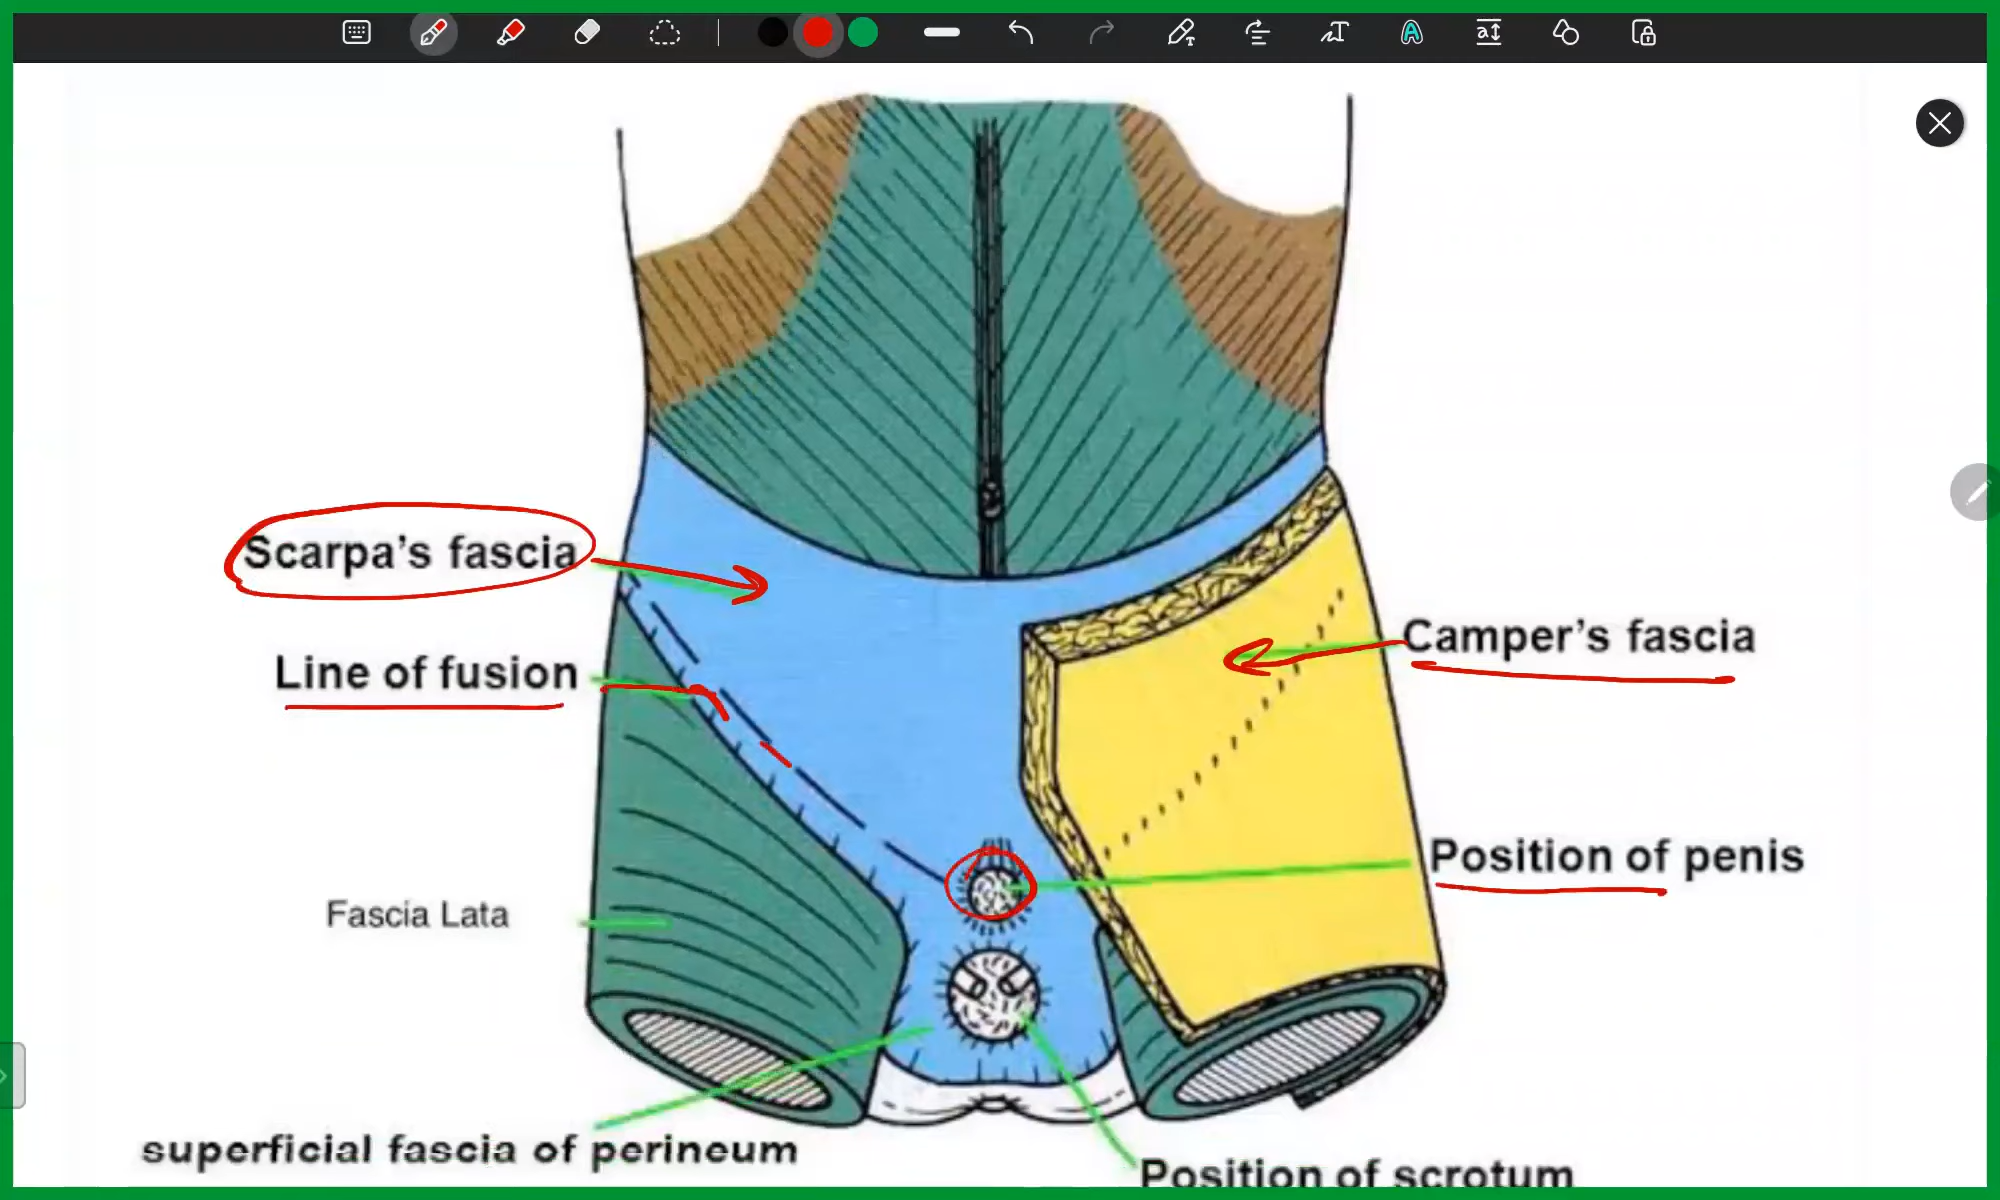 Scarpa's fascia
Camper's fascia
Line of fusion
Position of penis
Fascia Lata
superficial fascia of perineum
Position of scrotum